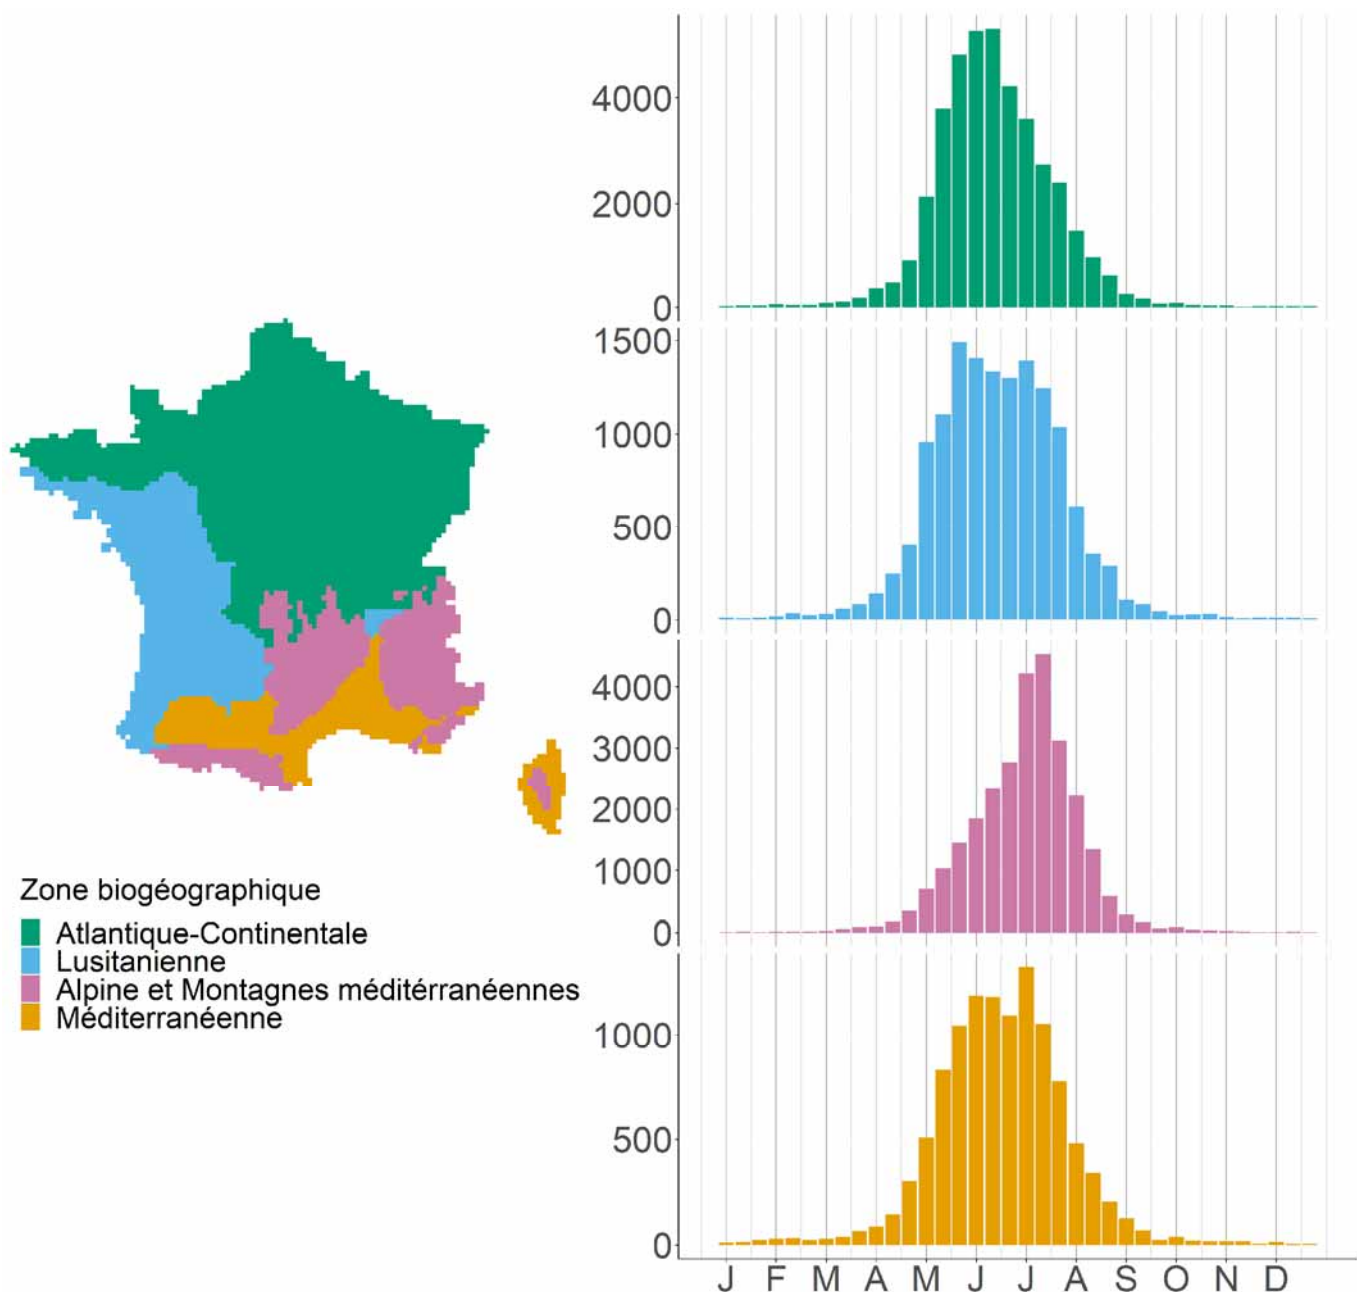 4000
2000
0
1500
1000
500
0
4000
3000
2000
1000
0
1000
500
0
J F M A M J J A S O N D
Zone biogéographique
Atlantique-Continentale
Lusitanienne
Alpine et Montagnes méditérranéennes
Méditerranéenne